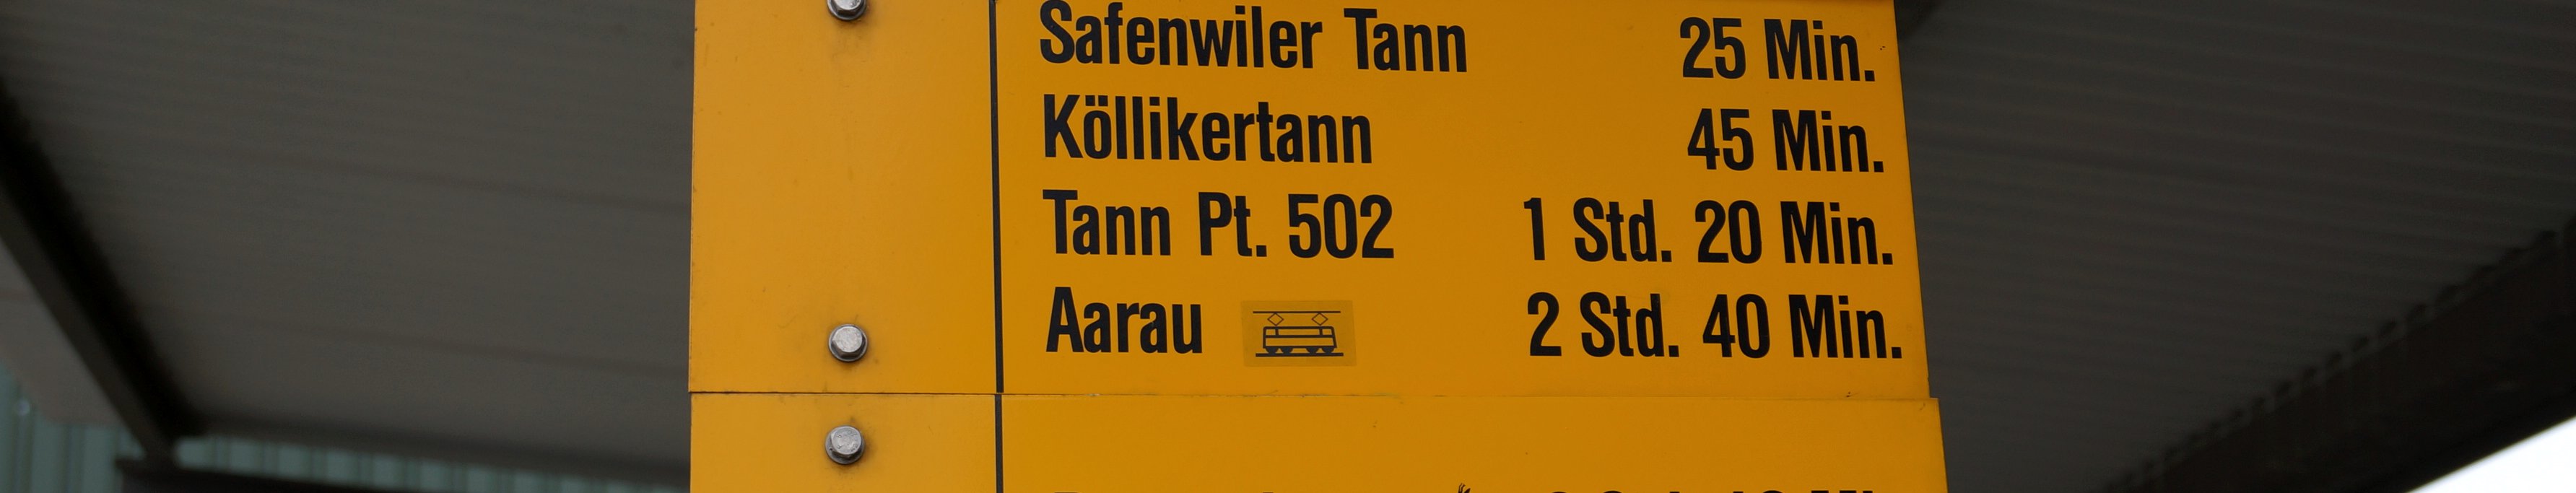 Safenwiler Tann 25 Min.
Köllikertann 45 Min.
Tann Pt. 502 1 Std. 20 Min.
Aarau 2 Std. 40 Min.